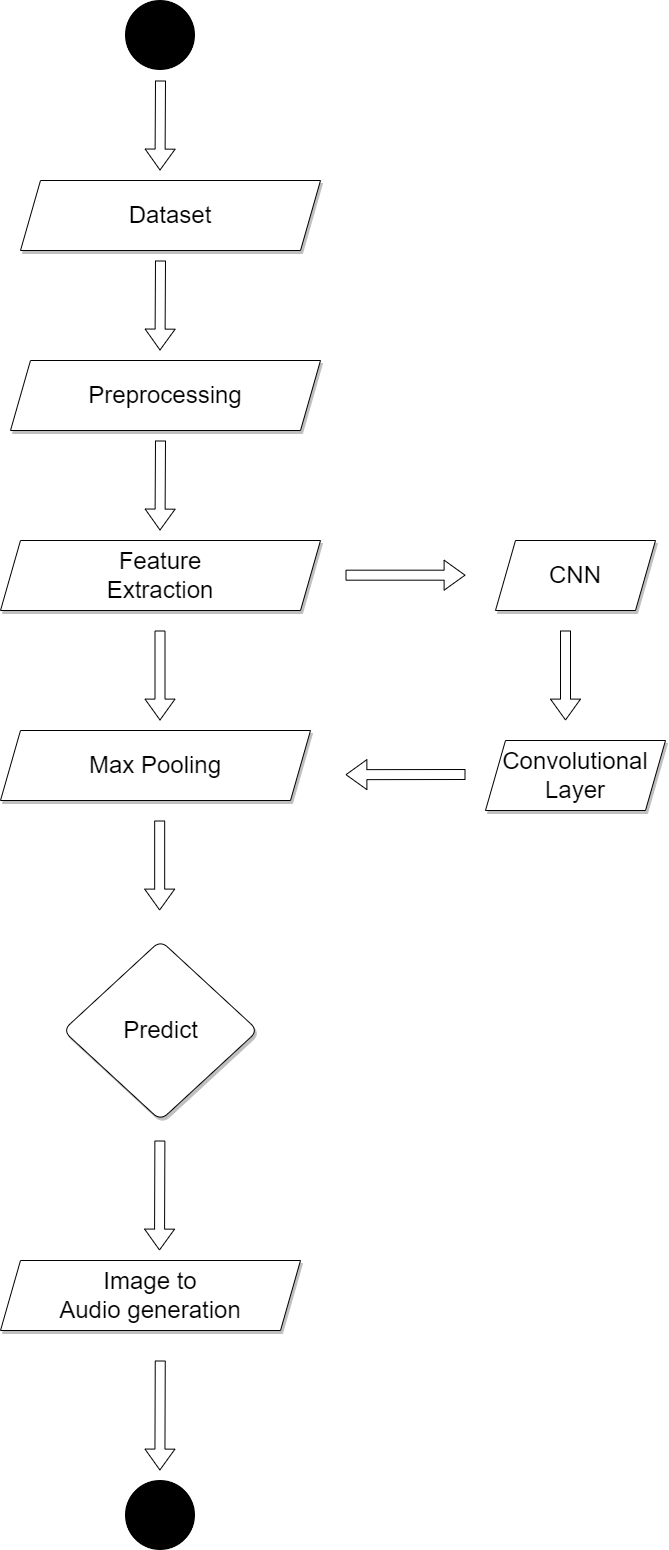 Dataset
Preprocessing
Feature
Extraction
CNN
Max Pooling
Convolutional
Layer
Predict
Image to
Audio generation